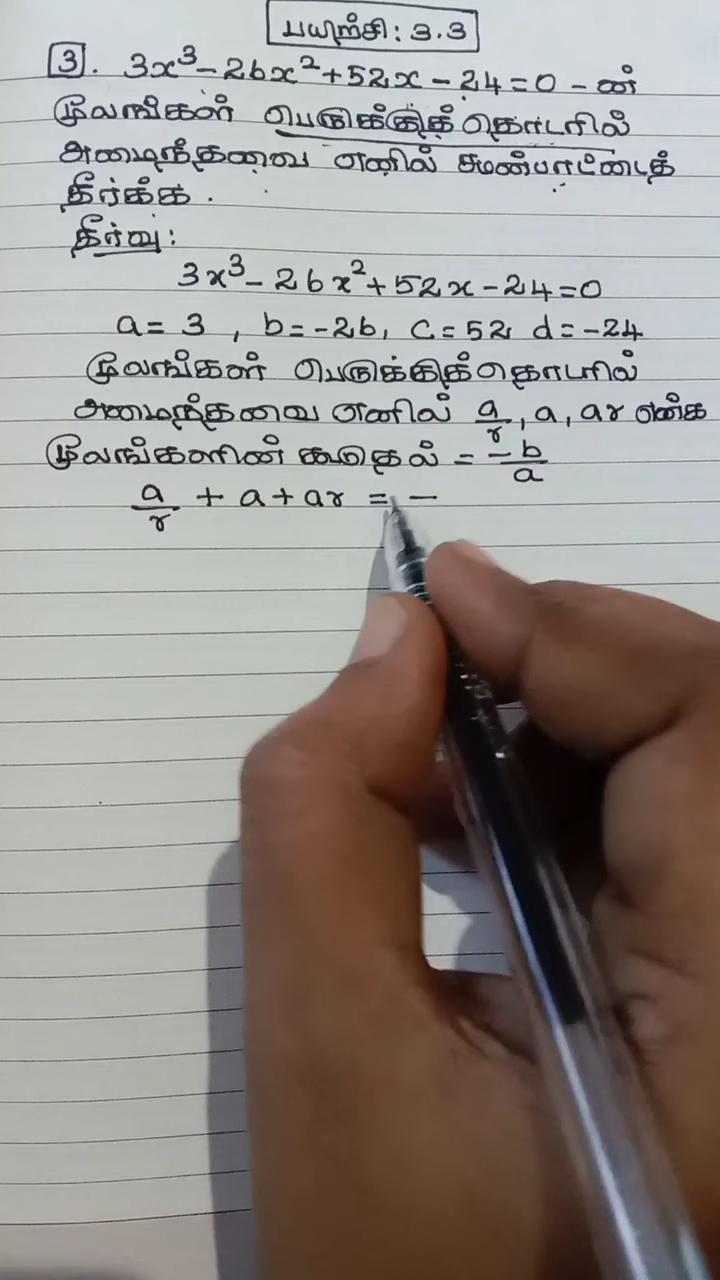 பயிற்சி: 3.3
3. 3x³ - 26x² + 52x - 24 = 0 - ன்
மூலங்கள் பெருக்குத் தொடரில்
அமைந்தவை எனில் சமன்பாட்டைத்
தீர்க்க.
தீர்வு:
3x³ - 26x² + 52x - 24 = 0
a = 3 , b = -26, c = 52 d = -24
மூலங்கள் பெருக்குத்தொடரில்
அமைந்தவை எனில் a/r, a, ar என்க
மூலங்களின் கூடுதல் = -b/a
a/r + a + ar = -